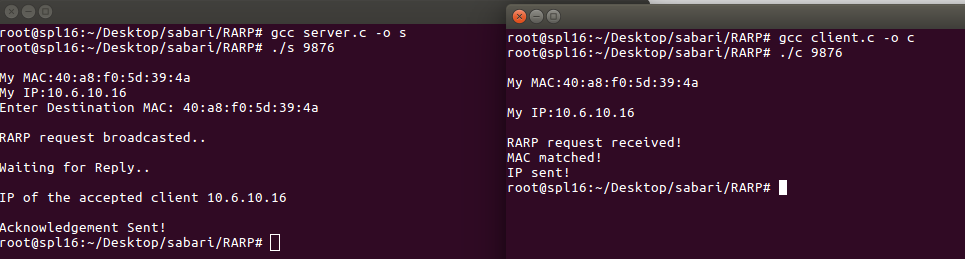 root@spl16:~/Desktop/sabari/RARP# gcc server.c -o s
root@spl16:~/Desktop/sabari/RARP# ./s 9876
My MAC:40:a8:f0:5d:39:4a
My IP:10.6.10.16
Enter Destination MAC: 40:a8:f0:5d:39:4a
RARP request broadcasted..
Waiting for Reply..
IP of the accepted client 10.6.10.16
Acknowledgement Sent!
root@spl16:~/Desktop/sabari/RARP#
root@spl16:~/Desktop/sabari/RARP# gcc client.c -o c
root@spl16:~/Desktop/sabari/RARP# ./c 9876
My MAC:40:a8:f0:5d:39:4a
My IP:10.6.10.16
RARP request received!
MAC matched!
IP sent!
root@spl16:~/Desktop/sabari/RARP#